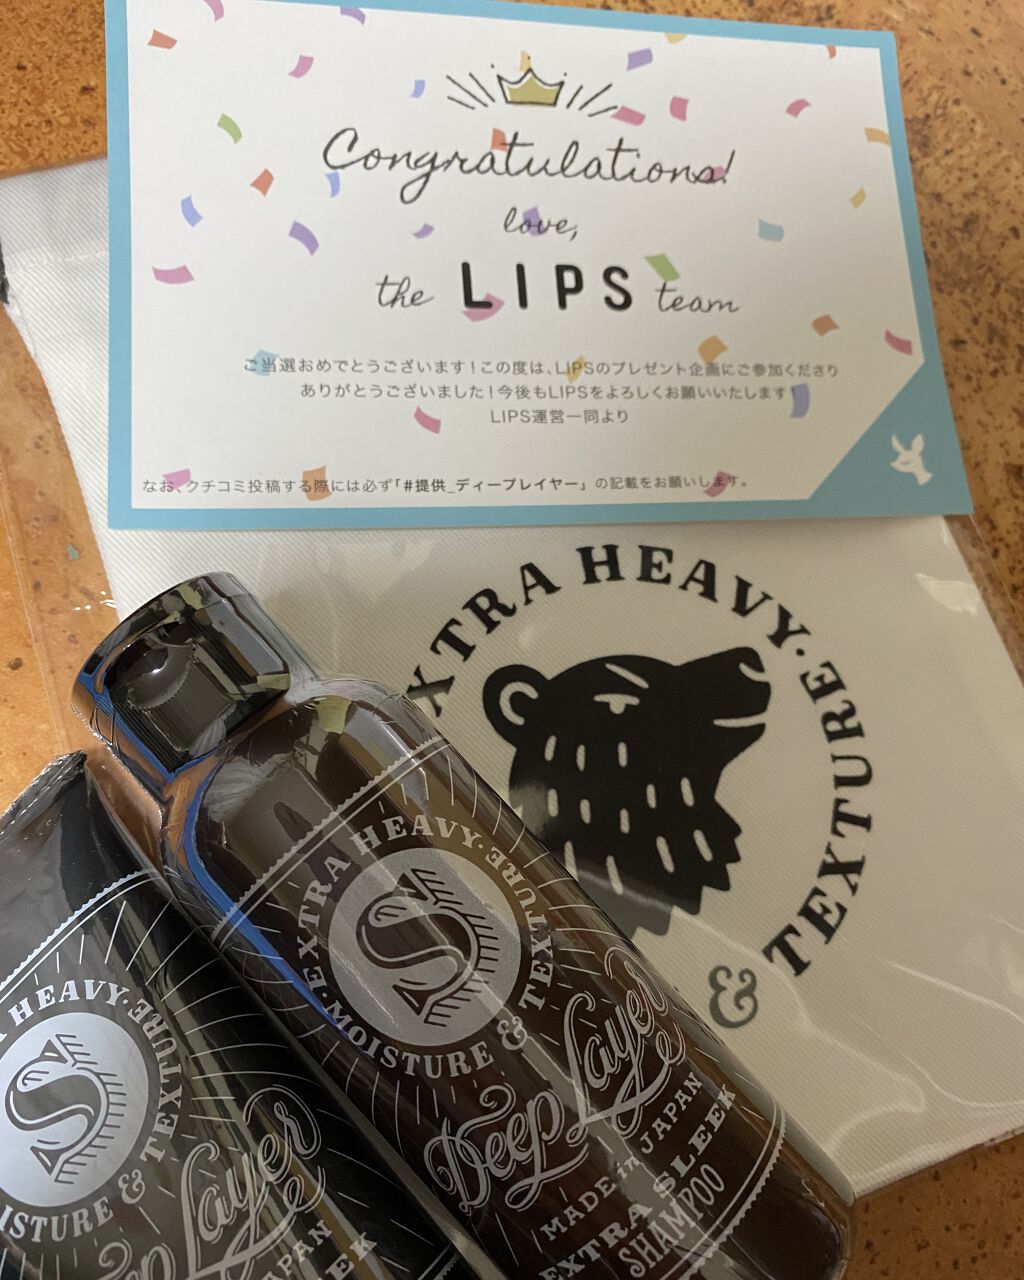 Congratulations!
love,
the LIPS team
ご当選おめでとうございます！この度は、LIPSのプレゼント企画にご参加くださり
ありがとうございました！今後もLIPSをよろしくお願いいたします！
LIPS運営一同より
なお、クチコミ投稿する際には必ず「#提供_ディープレイヤー」の記載をお願いします。
EXTRA HEAVY・
& TEXTURE・
・EXTRA HEAVY・
S
・MOISTURE & TEXTURE
Deep Layer
MADE in JAPAN
EXTRA SLEEK
SHAMPOO
HEAVY・
S
& TEXTURE
Layer